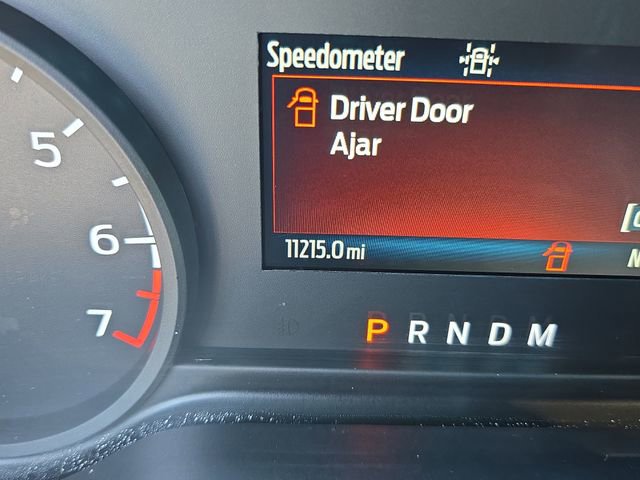 Speedometer
Driver Door
Ajar
11215.0 mi
5
6
7
P R N D M